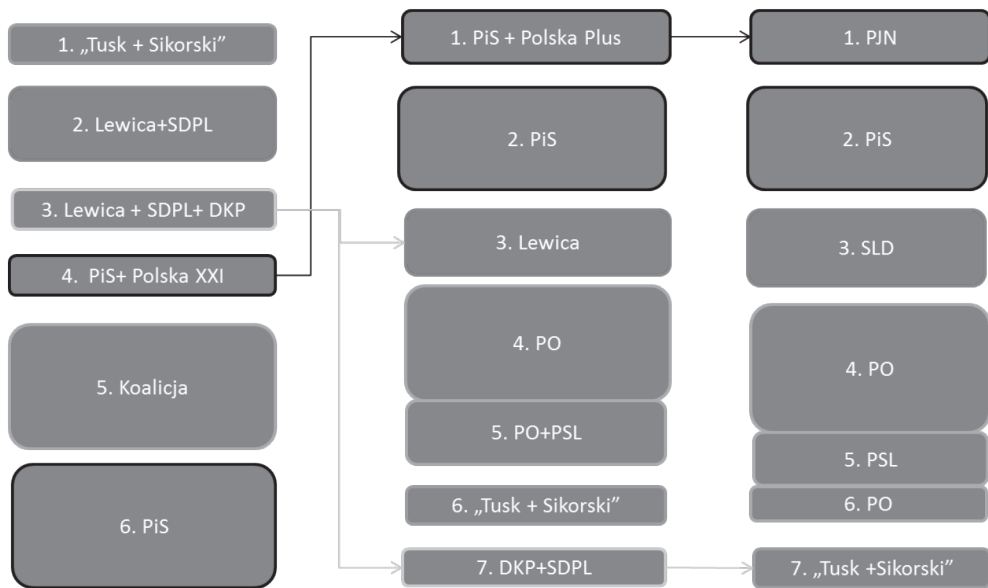 1. „Tusk + Sikorski”
2. Lewica+SDPL
3. Lewica + SDPL+ DKP
4. PiS+ Polska XXI
5. Koalicja
6. PiS
1. PiS + Polska Plus
2. PiS
3. Lewica
4. PO
5. PO+PSL
6. „Tusk + Sikorski”
7. DKP+SDPL
1. PJN
2. PiS
3. SLD
4. PO
5. PSL
6. PO
7. „Tusk +Sikorski”